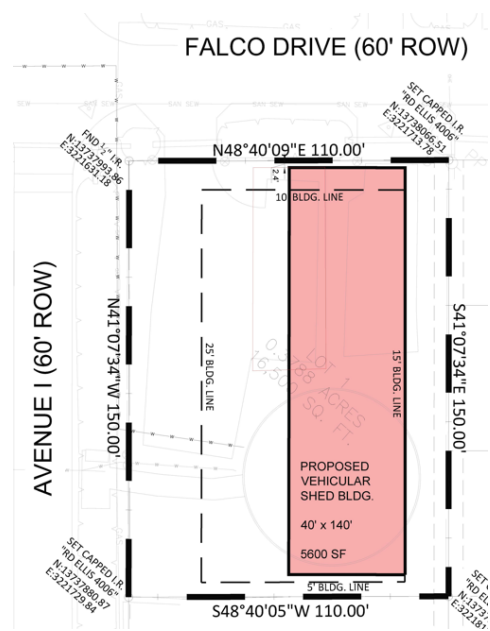 FALCO DRIVE (60' ROW)
SET CAPPED I.R.
"RD ELLIS 4006"
N:13738066.51
E:3221713.78
FND ½" I.R.
N:13737993.86
E:3221631.18
N48°40'09"E 110.00'
2.4'
10' BLDG. LINE
AVENUE I (60' ROW)
N41°07'34"W 150.00'
25' BLDG. LINE
LOT 1
0.3788 ACRES
16,500 SQ. FT.
15' BLDG. LINE
S41°07'34"E 150.00'
PROPOSED
VEHICULAR
SHED BLDG.
40' x 140'
5600 SF
SET CAPPED I.R.
"RD ELLIS 4006"
N:13737880.87
E:3221729.84
5' BLDG. LINE
S48°40'05"W 110.00'
"RD